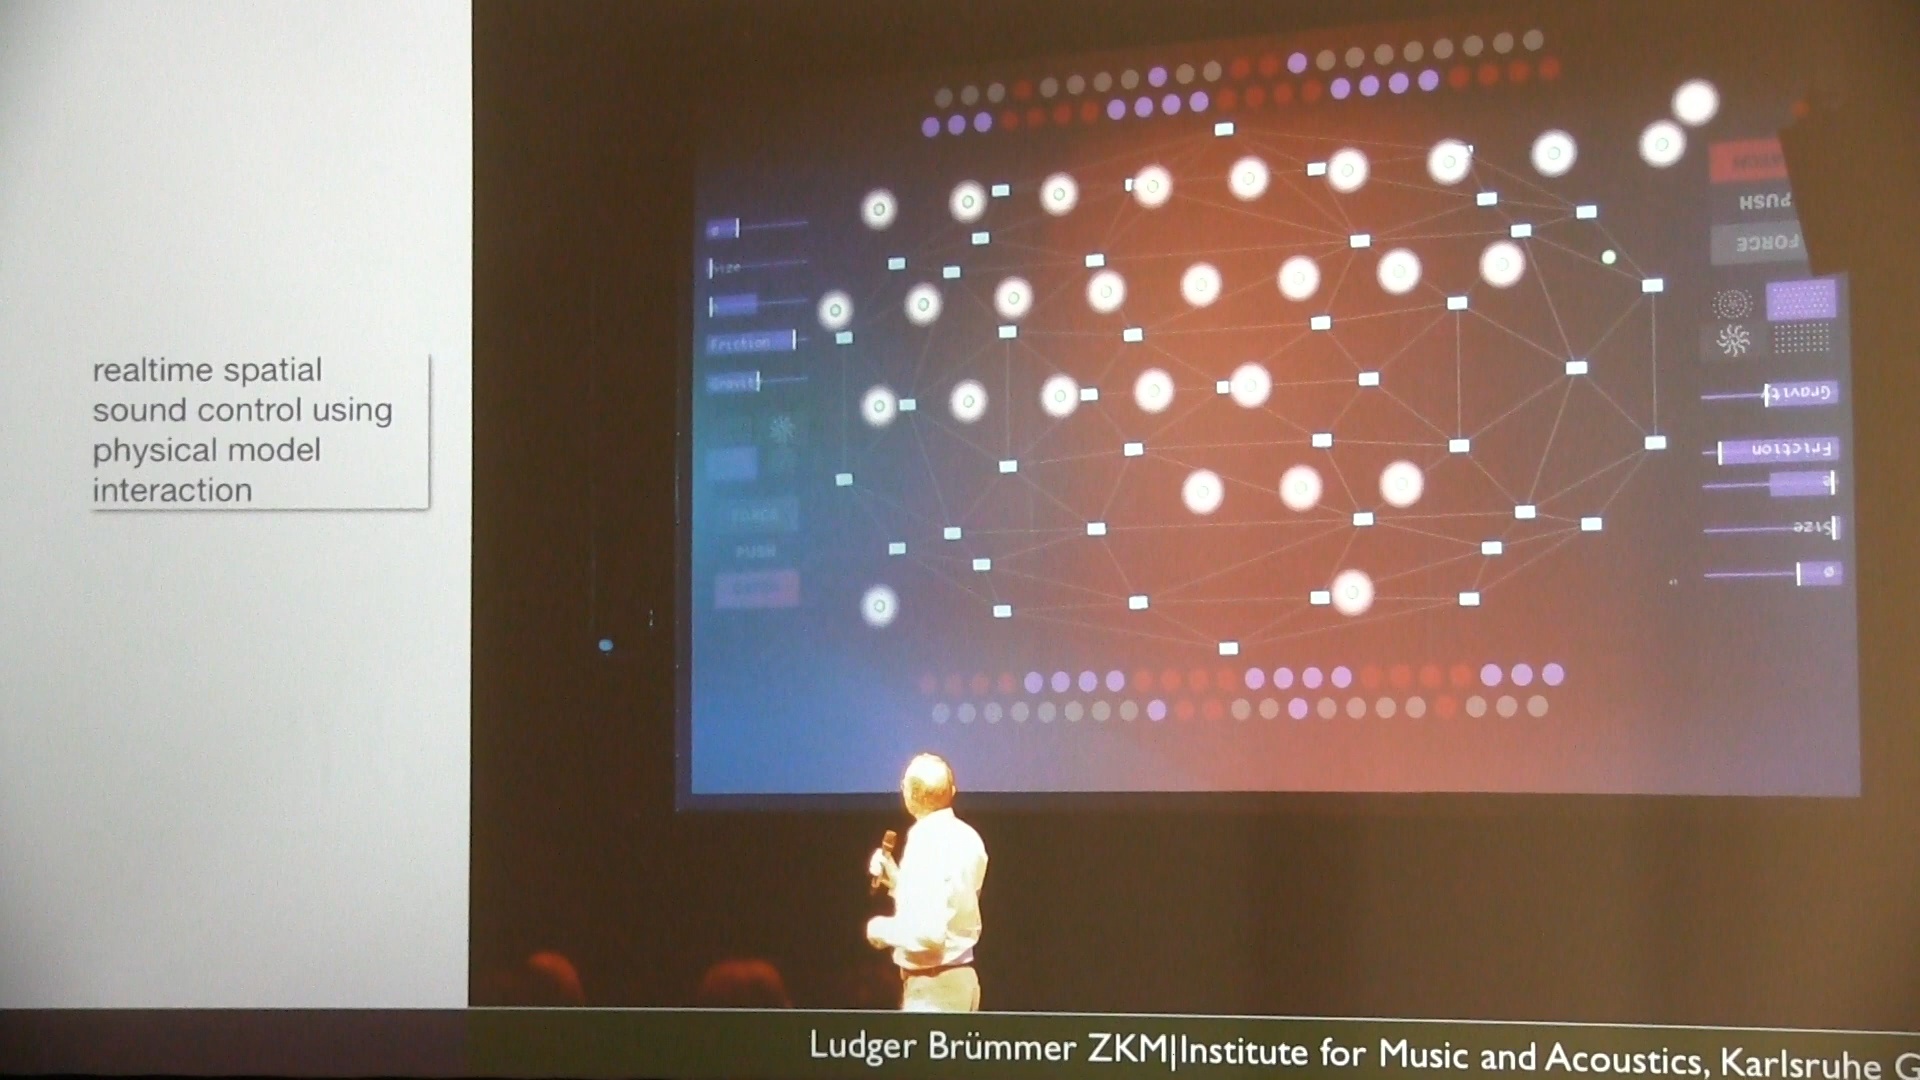 realtime spatial
sound control using
physical model
interaction
Size
Friction
Gravity
FORCE
PUSH
PUSH
FORCE
Gravity
Friction
Size
Ludger Brümmer ZKM|Institute for Music and Acoustics, Karlsruhe G